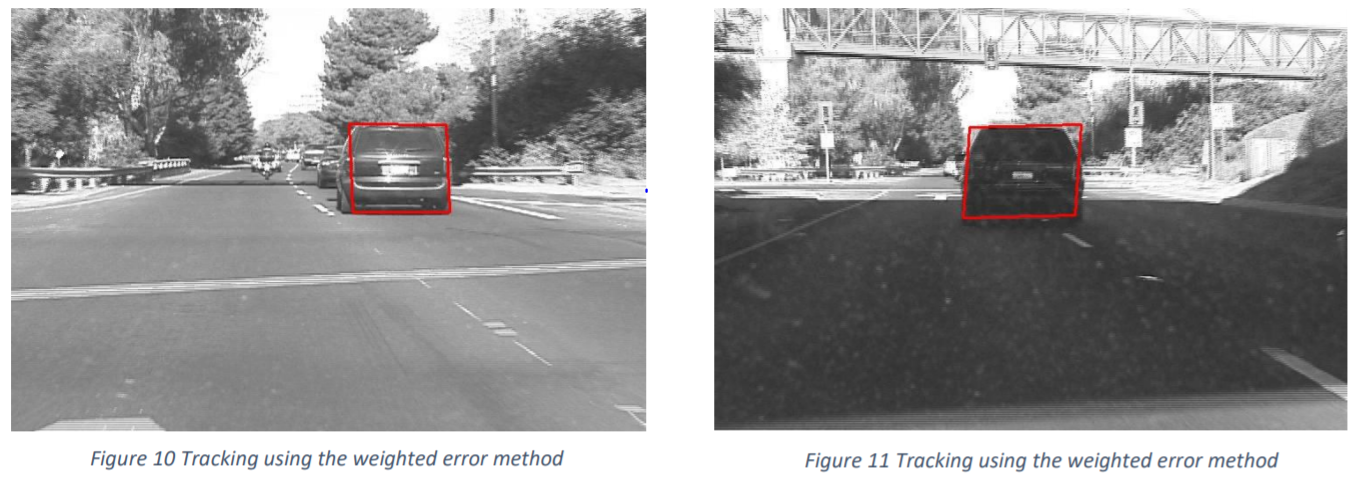 Figure 10 Tracking using the weighted error method
Figure 11 Tracking using the weighted error method